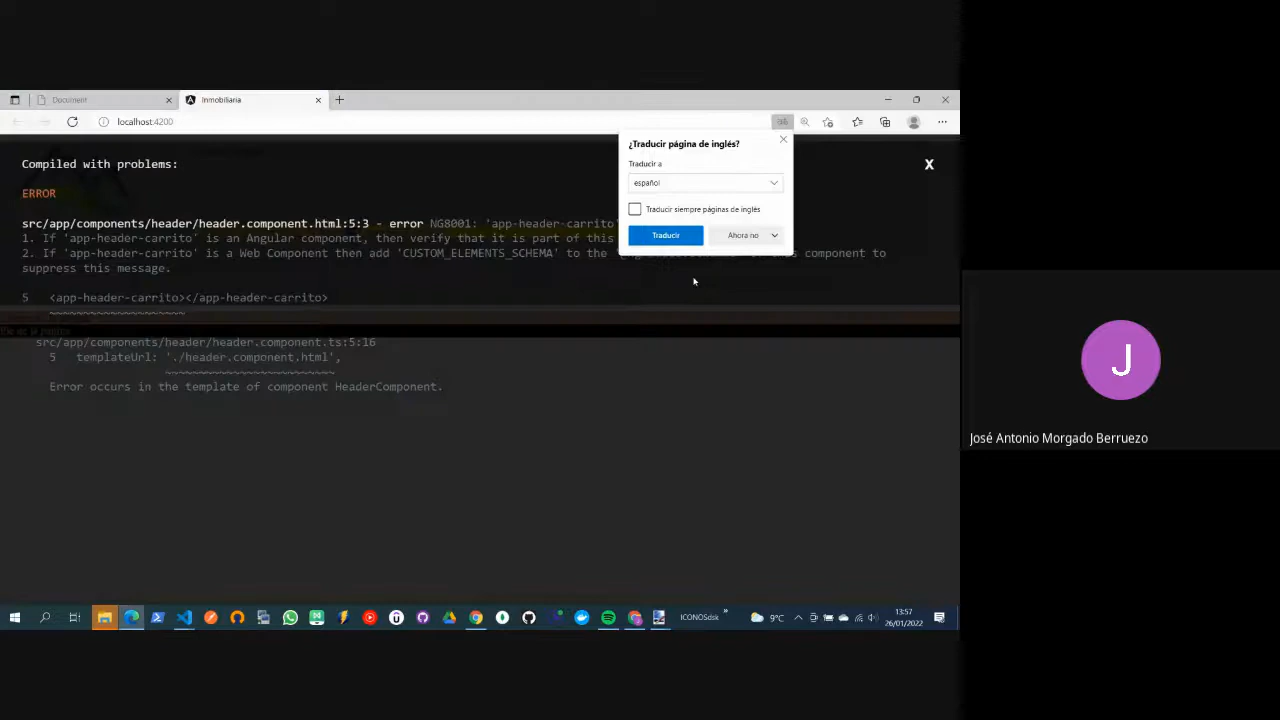 Document
Inmobiliaria
localhost:4200
¿Traducir página de inglés?
Traducir a
español
Traducir siempre páginas de inglés
Traducir
Ahora no
Compiled with problems:
X
ERROR
src/app/components/header/header.component.html:5:3 - error NG8001: 'app-header-carrito'
1. If 'app-header-carrito' is an Angular component, then verify that it is part of this
2. If 'app-header-carrito' is a Web Component then add 'CUSTOM_ELEMENTS_SCHEMA' to the component to
suppress this message.
5 <app-header-carrito></app-header-carrito>
~~~~~~~~~~~~~~~~~~~~
src/app/components/header/header.component.ts:5:16
5 templateUrl: './header.component.html',
~~~~~~~~~~~~~~~~~~~~~~~~~
Error occurs in the template of component HeaderComponent.
J
José Antonio Morgado Berruezo
ICONOSdsk
9°C
13:57
26/01/2022